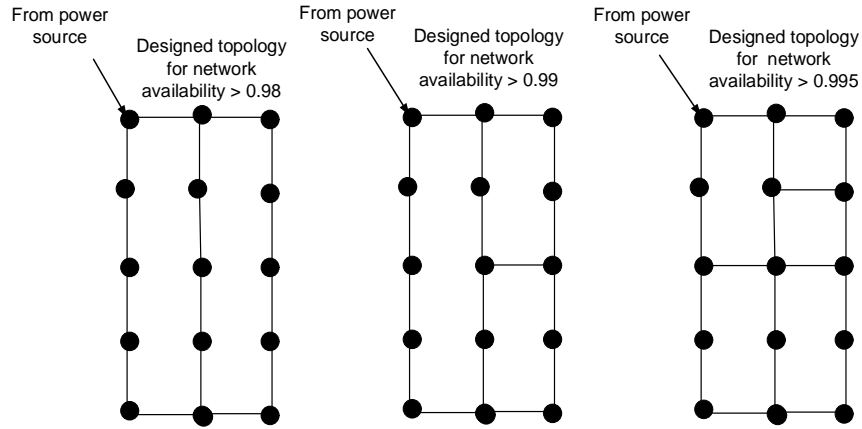 From power
source
Designed topology
for network
availability > 0.98
From power
source
Designed topology
for network
availability > 0.99
From power
source
Designed topology
for network
availability > 0.995